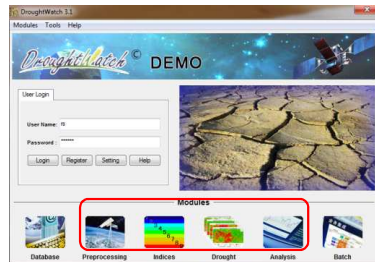 DroughtWatch 3.1
Modules Tools Help
DroughtWatch © DEMO
User Login
User Name: rs
Password : ******
Login Register Setting Help
Modules
Database Preprocessing Indices Drought Analysis Batch